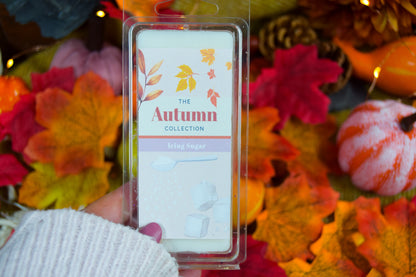 THE
Autumn
COLLECTION
Icing Sugar